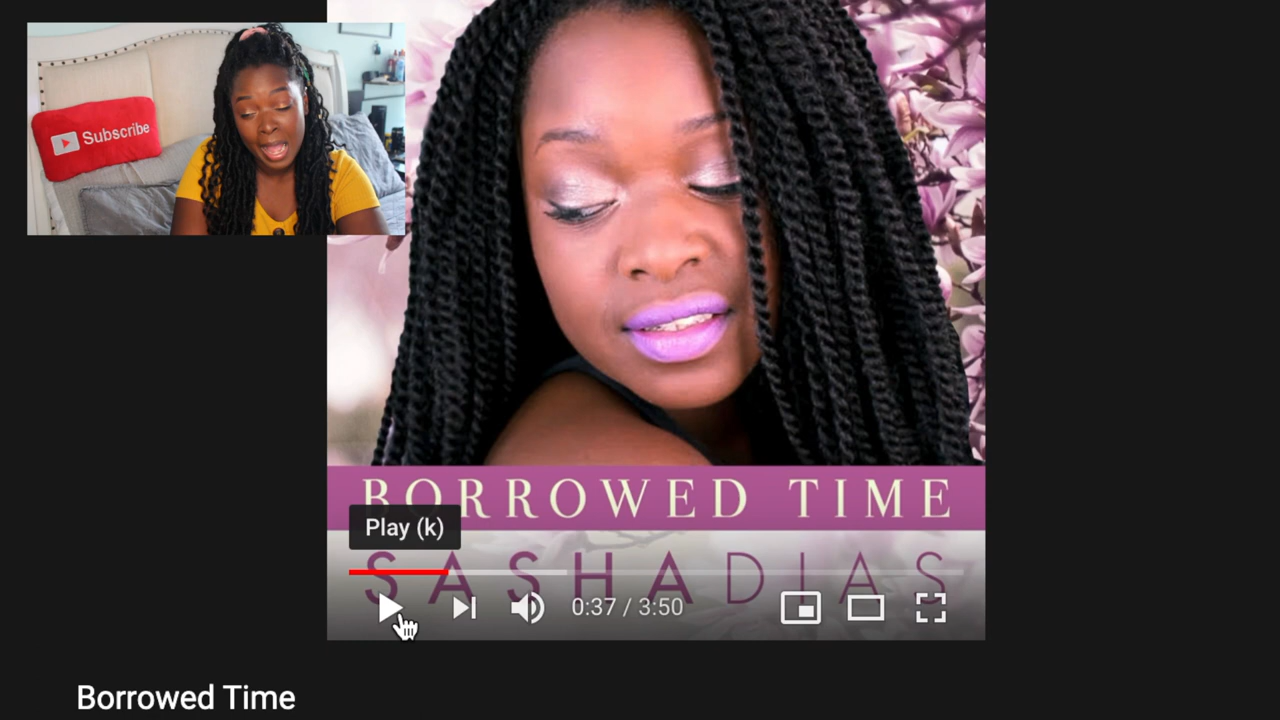 Subscribe
BORROWED TIME
Play (k)
SASHADIAS
0:37 / 3:50
Borrowed Time